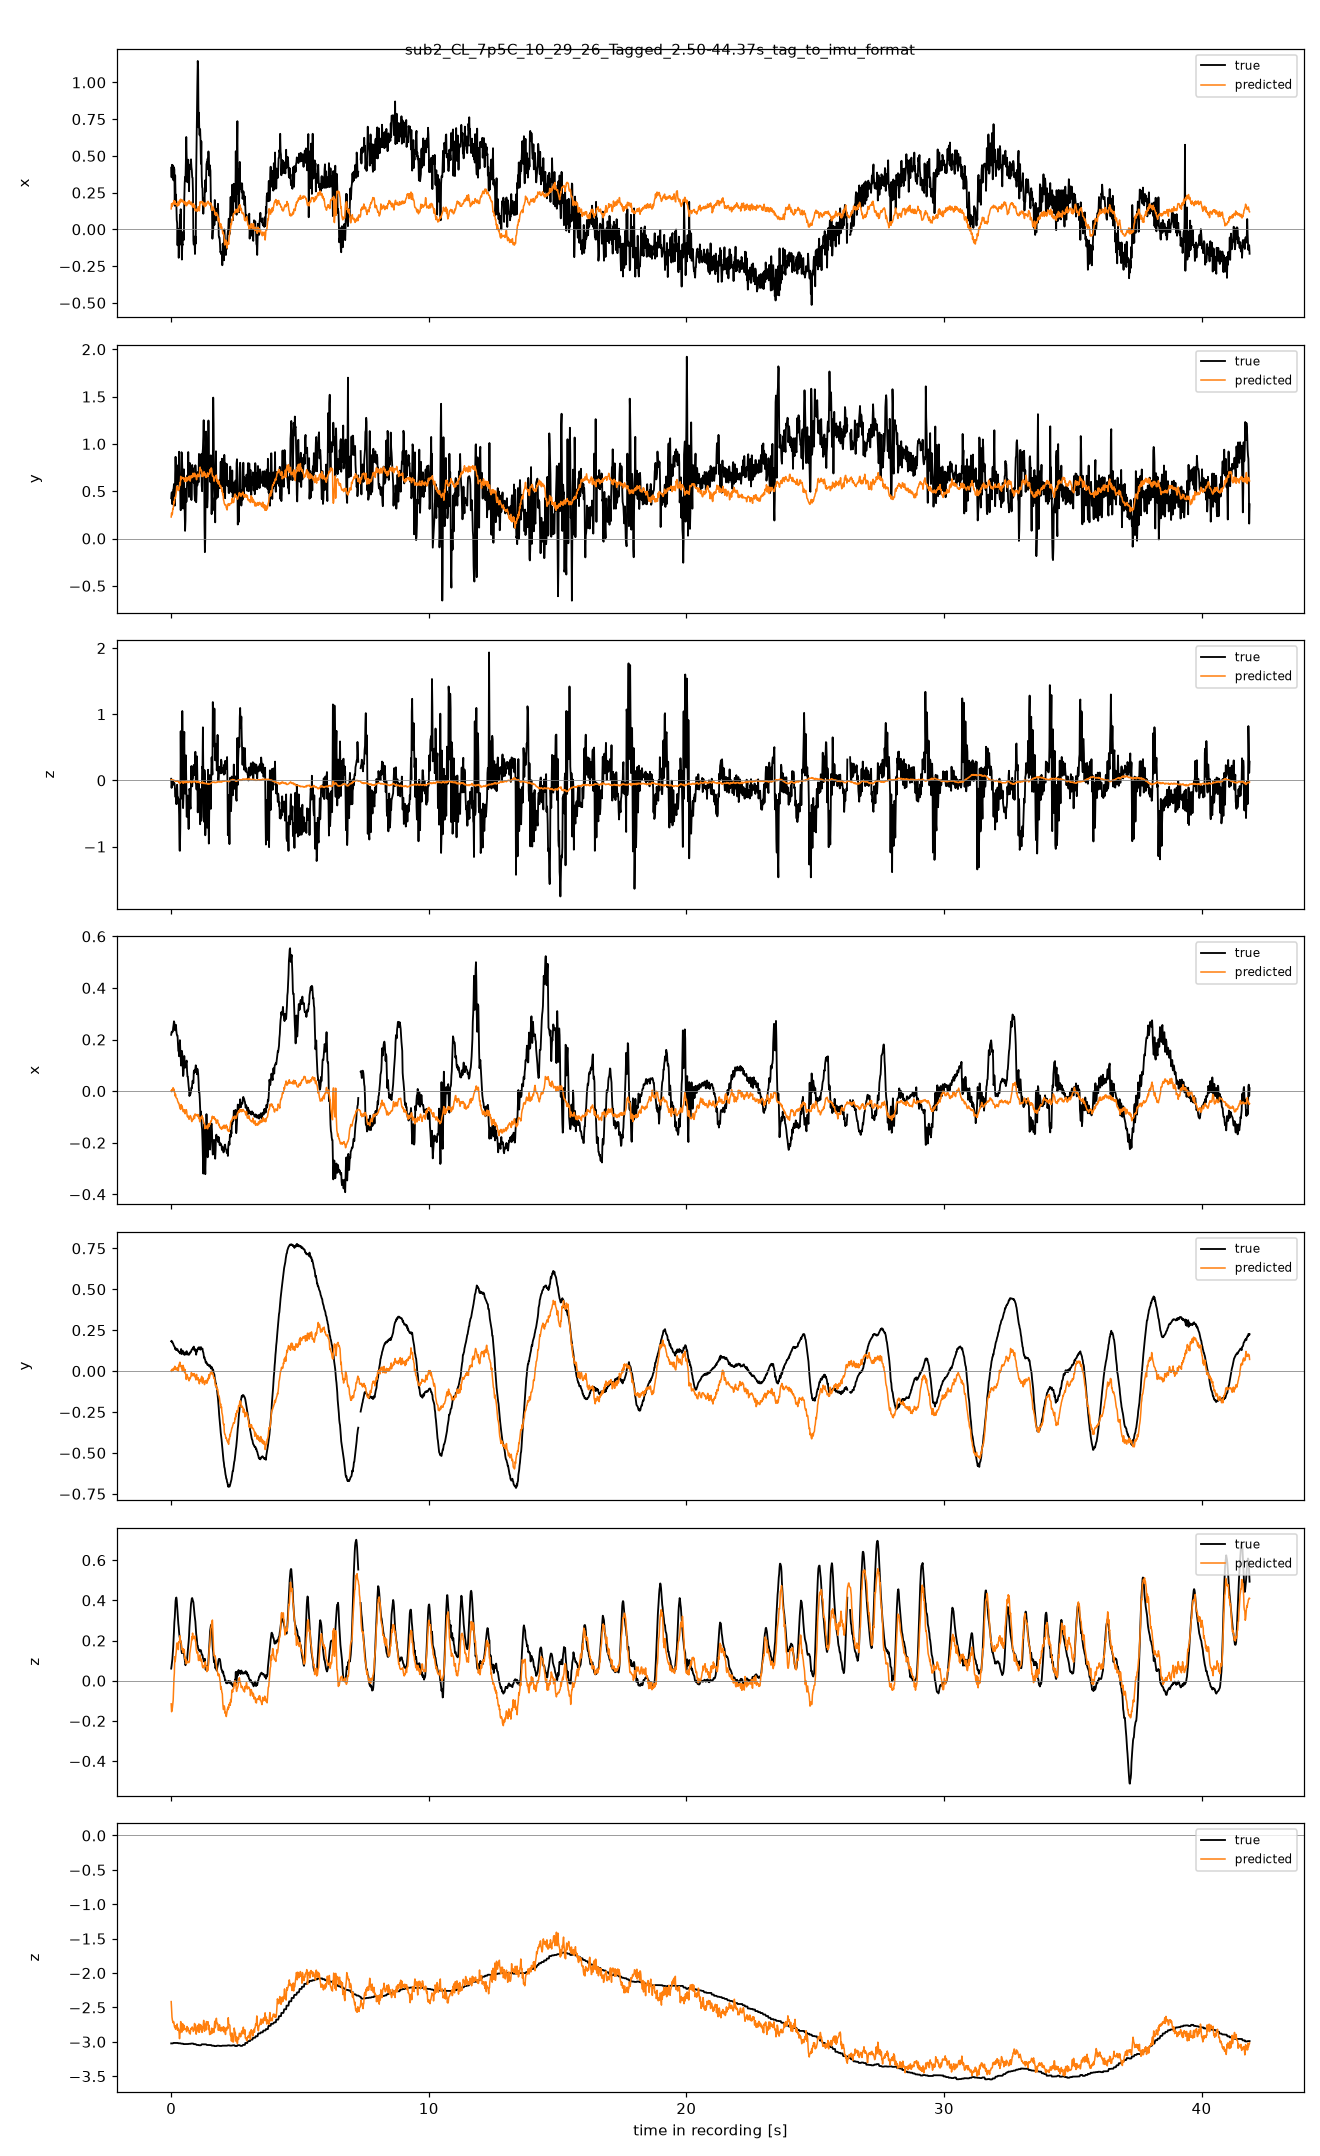 sub2_CL_7p5C_10_29_26_Tagged_2.50-44.37s_tag_to_imu_format
true
predicted
1.00
0.75
0.50
0.25
0.00
−0.25
−0.50
x
true
predicted
2.0
1.5
1.0
0.5
0.0
−0.5
y
true
predicted
2
1
0
−1
z
true
predicted
0.6
0.4
0.2
0.0
−0.2
−0.4
x
true
predicted
0.75
0.50
0.25
0.00
−0.25
−0.50
−0.75
y
true
predicted
0.6
0.4
0.2
0.0
−0.2
−0.4
z
true
predicted
0.0
−0.5
−1.0
−1.5
−2.0
−2.5
−3.0
−3.5
z
0 10 20 30 40
time in recording [s]